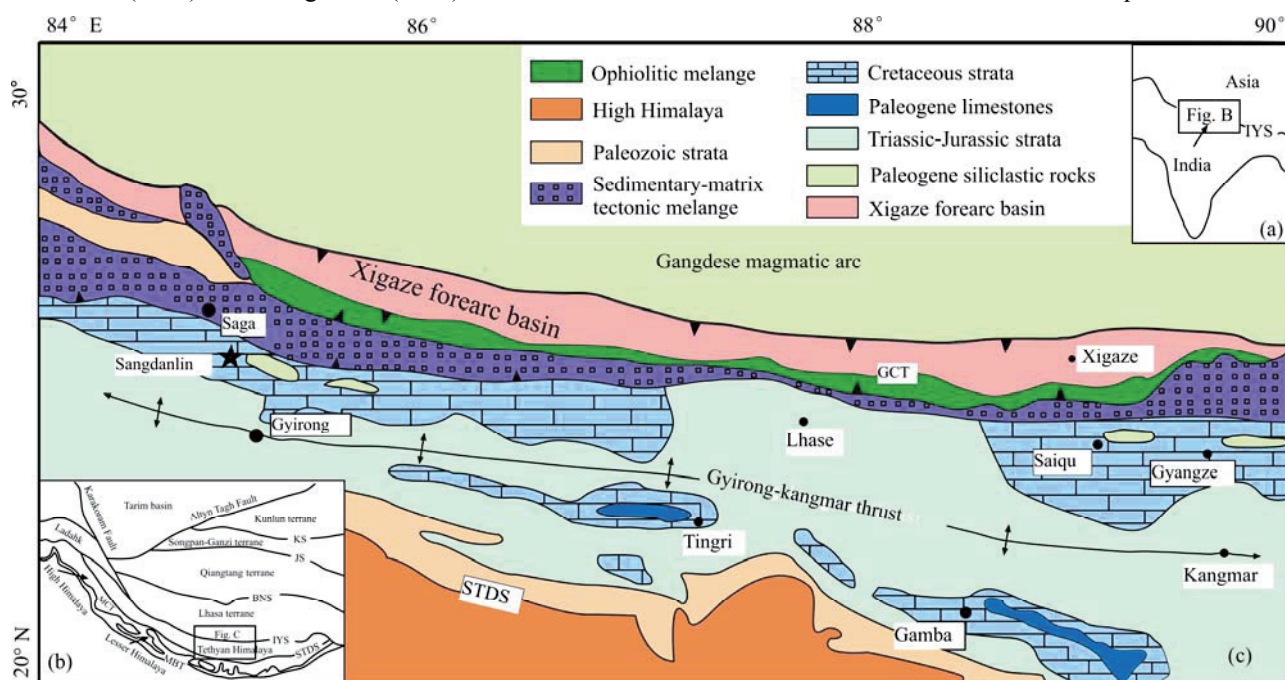 84° E
86°
88°
90°
30°
20° N
Ophiolitic melange
High Himalaya
Paleozoic strata
Sedimentary-matrix
tectonic melange
Cretaceous strata
Paleogene limestones
Triassic-Jurassic strata
Paleogene siliclastic rocks
Xigaze forearc basin
Asia
Fig. B
IYS
India
(a)
Gangdese magmatic arc
Xigaze forearc basin
Saga
Sangdanlin
Xigaze
GCT
Gyirong
Lhase
Saiqu
Gyangze
Gyirong-kangmar thrust
Tingri
Kangmar
STDS
Gamba
(c)
Karakoram Fault
Tarim basin
Altyn Tagh Fault
Kunlun terrane
Ladahk
Songpan-Ganzi terrane
KS
JS
Qiangtang terrane
High Himalaya
MCT
BNS
Lhasa terrane
Fig. C
IYS
Tethyan Himalaya
STDS
Lesser Himalaya
MBT
(b)